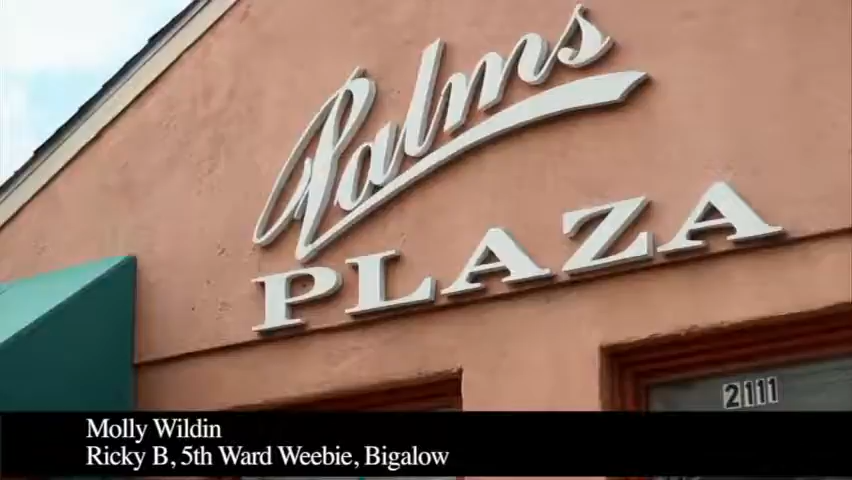 Palms
PLAZA
2111
Molly Wildin
Ricky B, 5th Ward Weebie, Bigalow